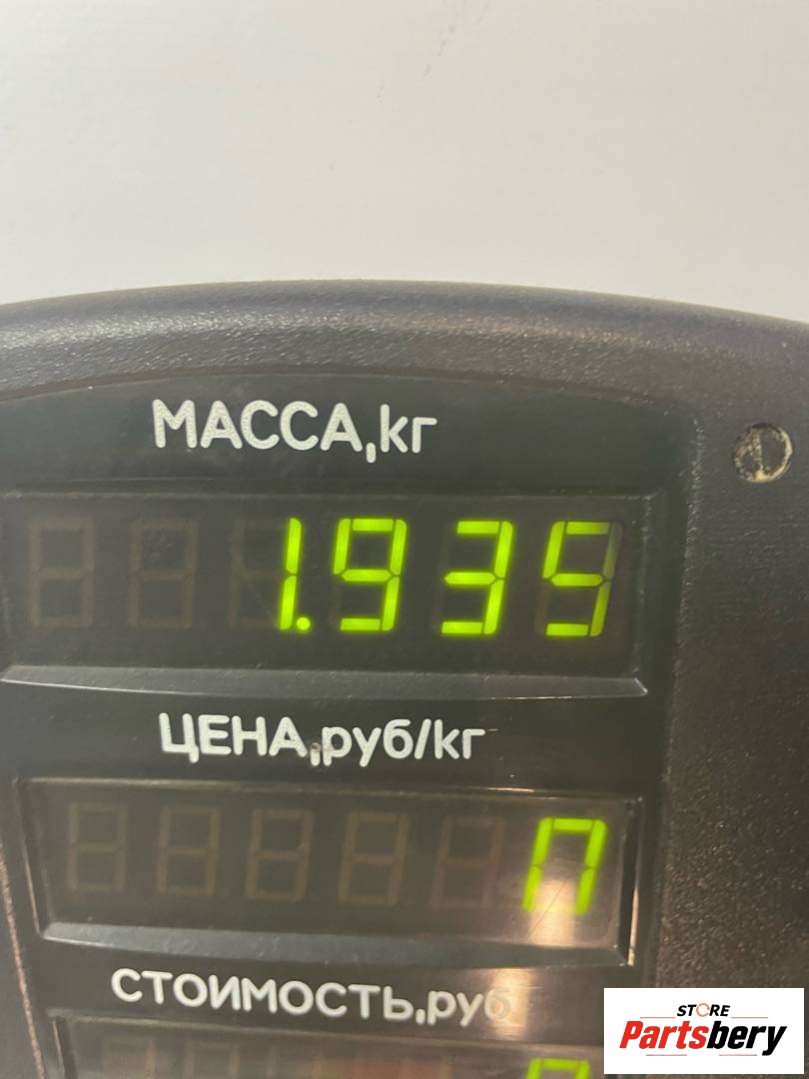 МАССА,кг
1.935
ЦЕНА,руб/кг
СТОИМОСТЬ,руб
STORE
Partsbery